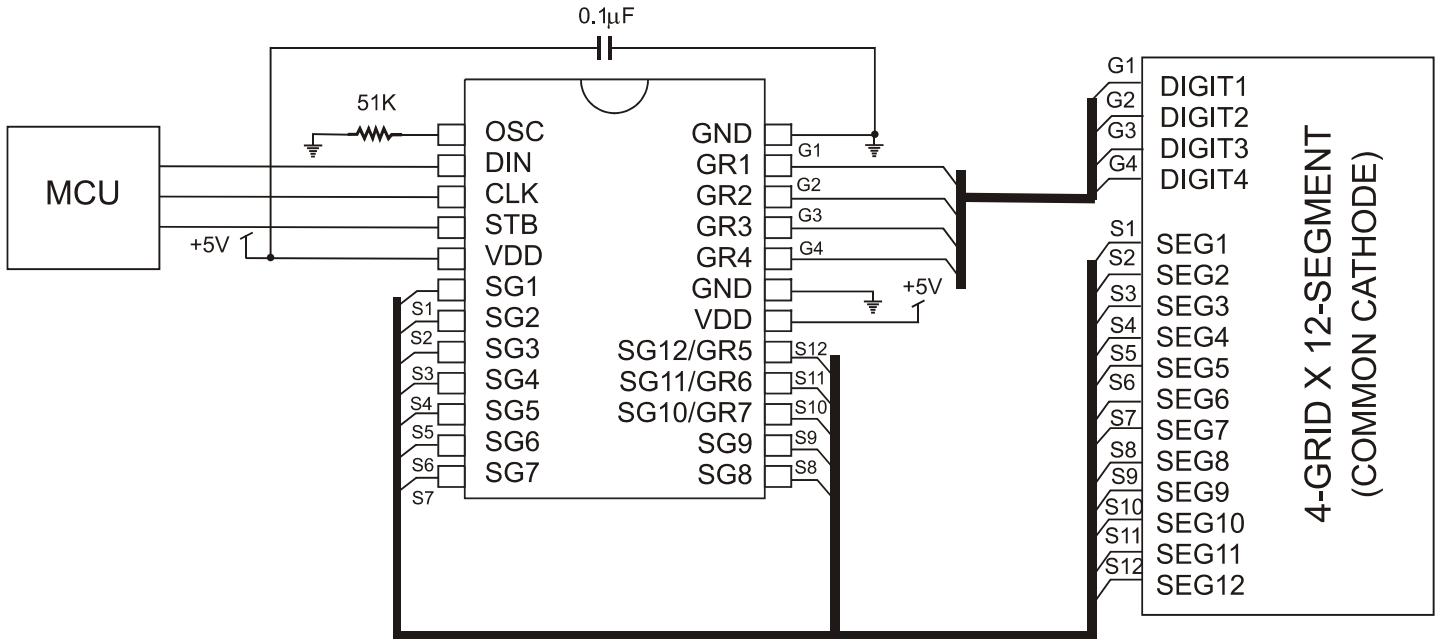 0.1µF
51K
MCU
+5V
OSC
DIN
CLK
STB
VDD
SG1
SG2
SG3
SG4
SG5
SG6
SG7
S1
S2
S3
S4
S5
S6
S7
GND
GR1
GR2
GR3
GR4
GND
VDD
SG12/GR5
SG11/GR6
SG10/GR7
SG9
SG8
G1
G2
G3
G4
+5V
S12
S11
S10
S9
S8
G1
G2
G3
G4
S1
S2
S3
S4
S5
S6
S7
S8
S9
S10
S11
S12
DIGIT1
DIGIT2
DIGIT3
DIGIT4
SEG1
SEG2
SEG3
SEG4
SEG5
SEG6
SEG7
SEG8
SEG9
SEG10
SEG11
SEG12
4-GRID X 12-SEGMENT
(COMMON CATHODE)